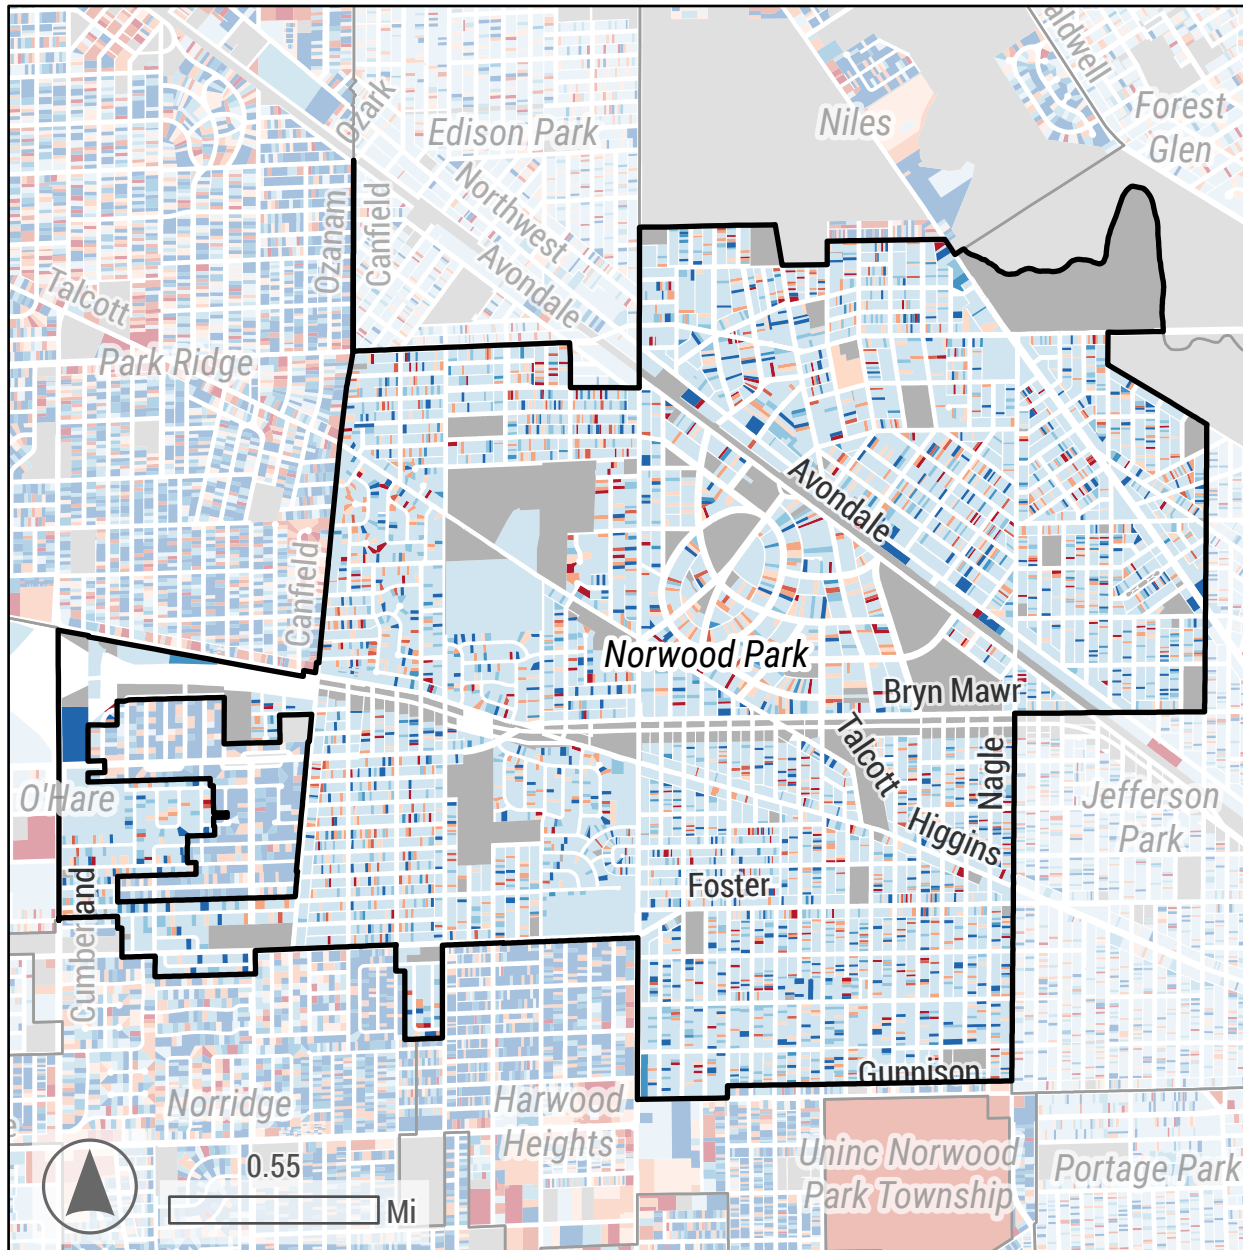 Ozark
Edison Park
Niles
Forest
Glen
Northwest
Ozanam
Canfield
Avondale
Talcott
Park Ridge
Avondale
Canfield
Norwood Park
Bryn Mawr
Talcott
Nagle
O'Hare
Jefferson
Park
Higgins
Foster
Cumberland
Gunnison
Norridge
Harwood
Heights
Uninc Norwood
Park Township
Portage Park
0.55
Mi